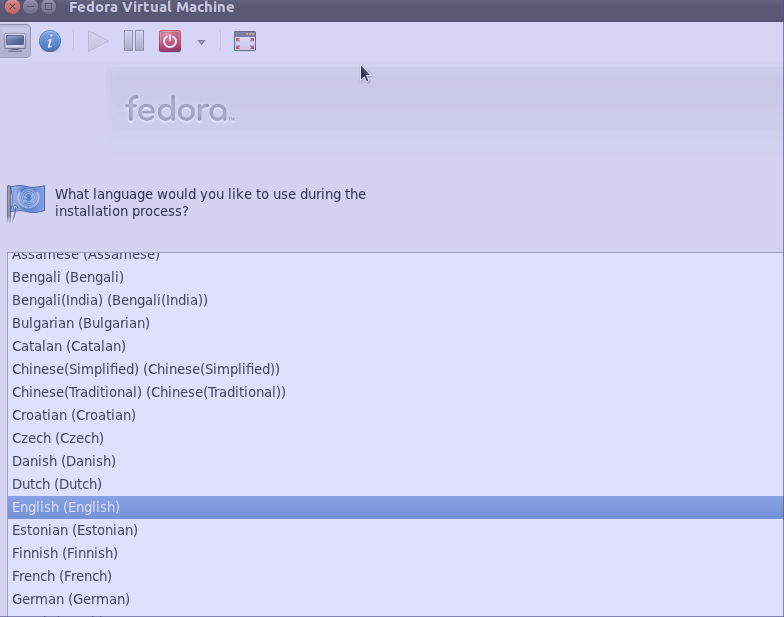 Fedora Virtual Machine
fedora™
What language would you like to use during the
installation process?
Assamese (Assamese)
Bengali (Bengali)
Bengali(India) (Bengali(India))
Bulgarian (Bulgarian)
Catalan (Catalan)
Chinese(Simplified) (Chinese(Simplified))
Chinese(Traditional) (Chinese(Traditional))
Croatian (Croatian)
Czech (Czech)
Danish (Danish)
Dutch (Dutch)
English (English)
Estonian (Estonian)
Finnish (Finnish)
French (French)
German (German)